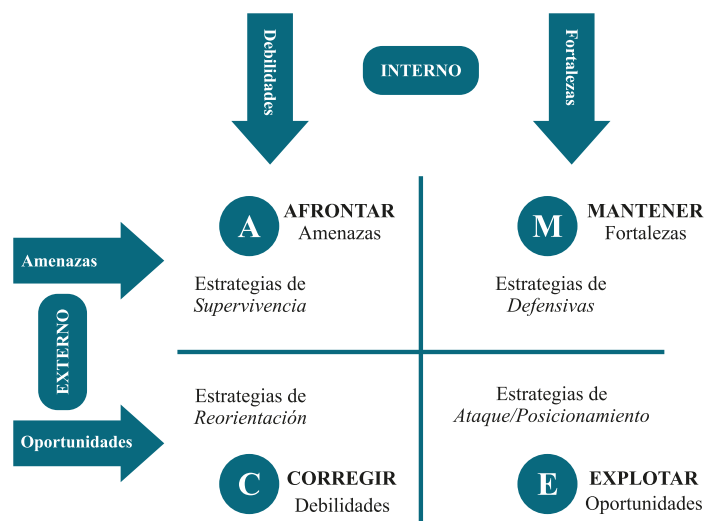 Debilidades
INTERNO
Fortalezas
A
AFRONTAR
Amenazas
M
MANTENER
Fortalezas
Amenazas
Estrategias de
Supervivencia
Estrategias de
Defensivas
EXTERNO
Estrategias de
Reorientación
Estrategias de
Ataque/Posicionamiento
Oportunidades
C
CORREGIR
Debilidades
E
EXPLOTAR
Oportunidades